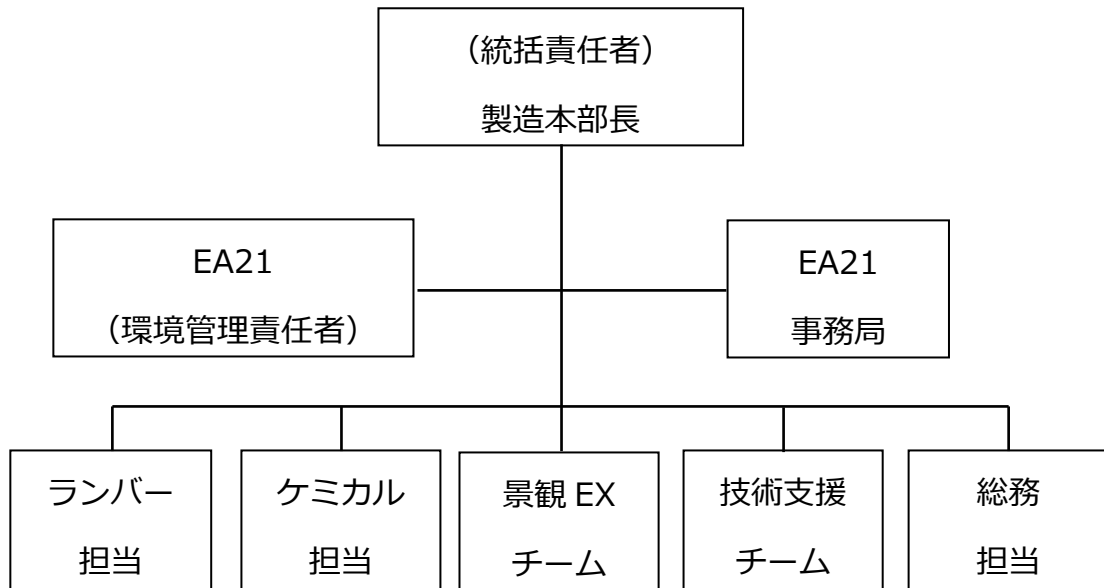 （統括責任者）
製造本部長
EA21
（環境管理責任者）
EA21
事務局
ランバー
担当
ケミカル
担当
景観 EX
チーム
技術支援
チーム
総務
担当